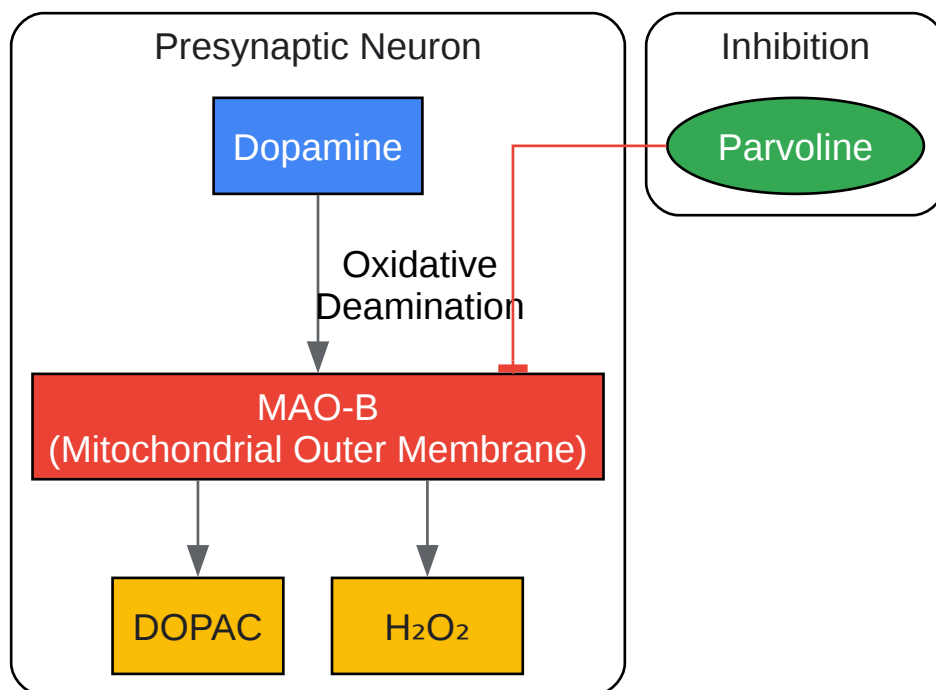 Presynaptic Neuron
Inhibition
Dopamine
Parvoline
Oxidative
Deamination
MAO-B
(Mitochondrial Outer Membrane)
DOPAC
H₂O₂